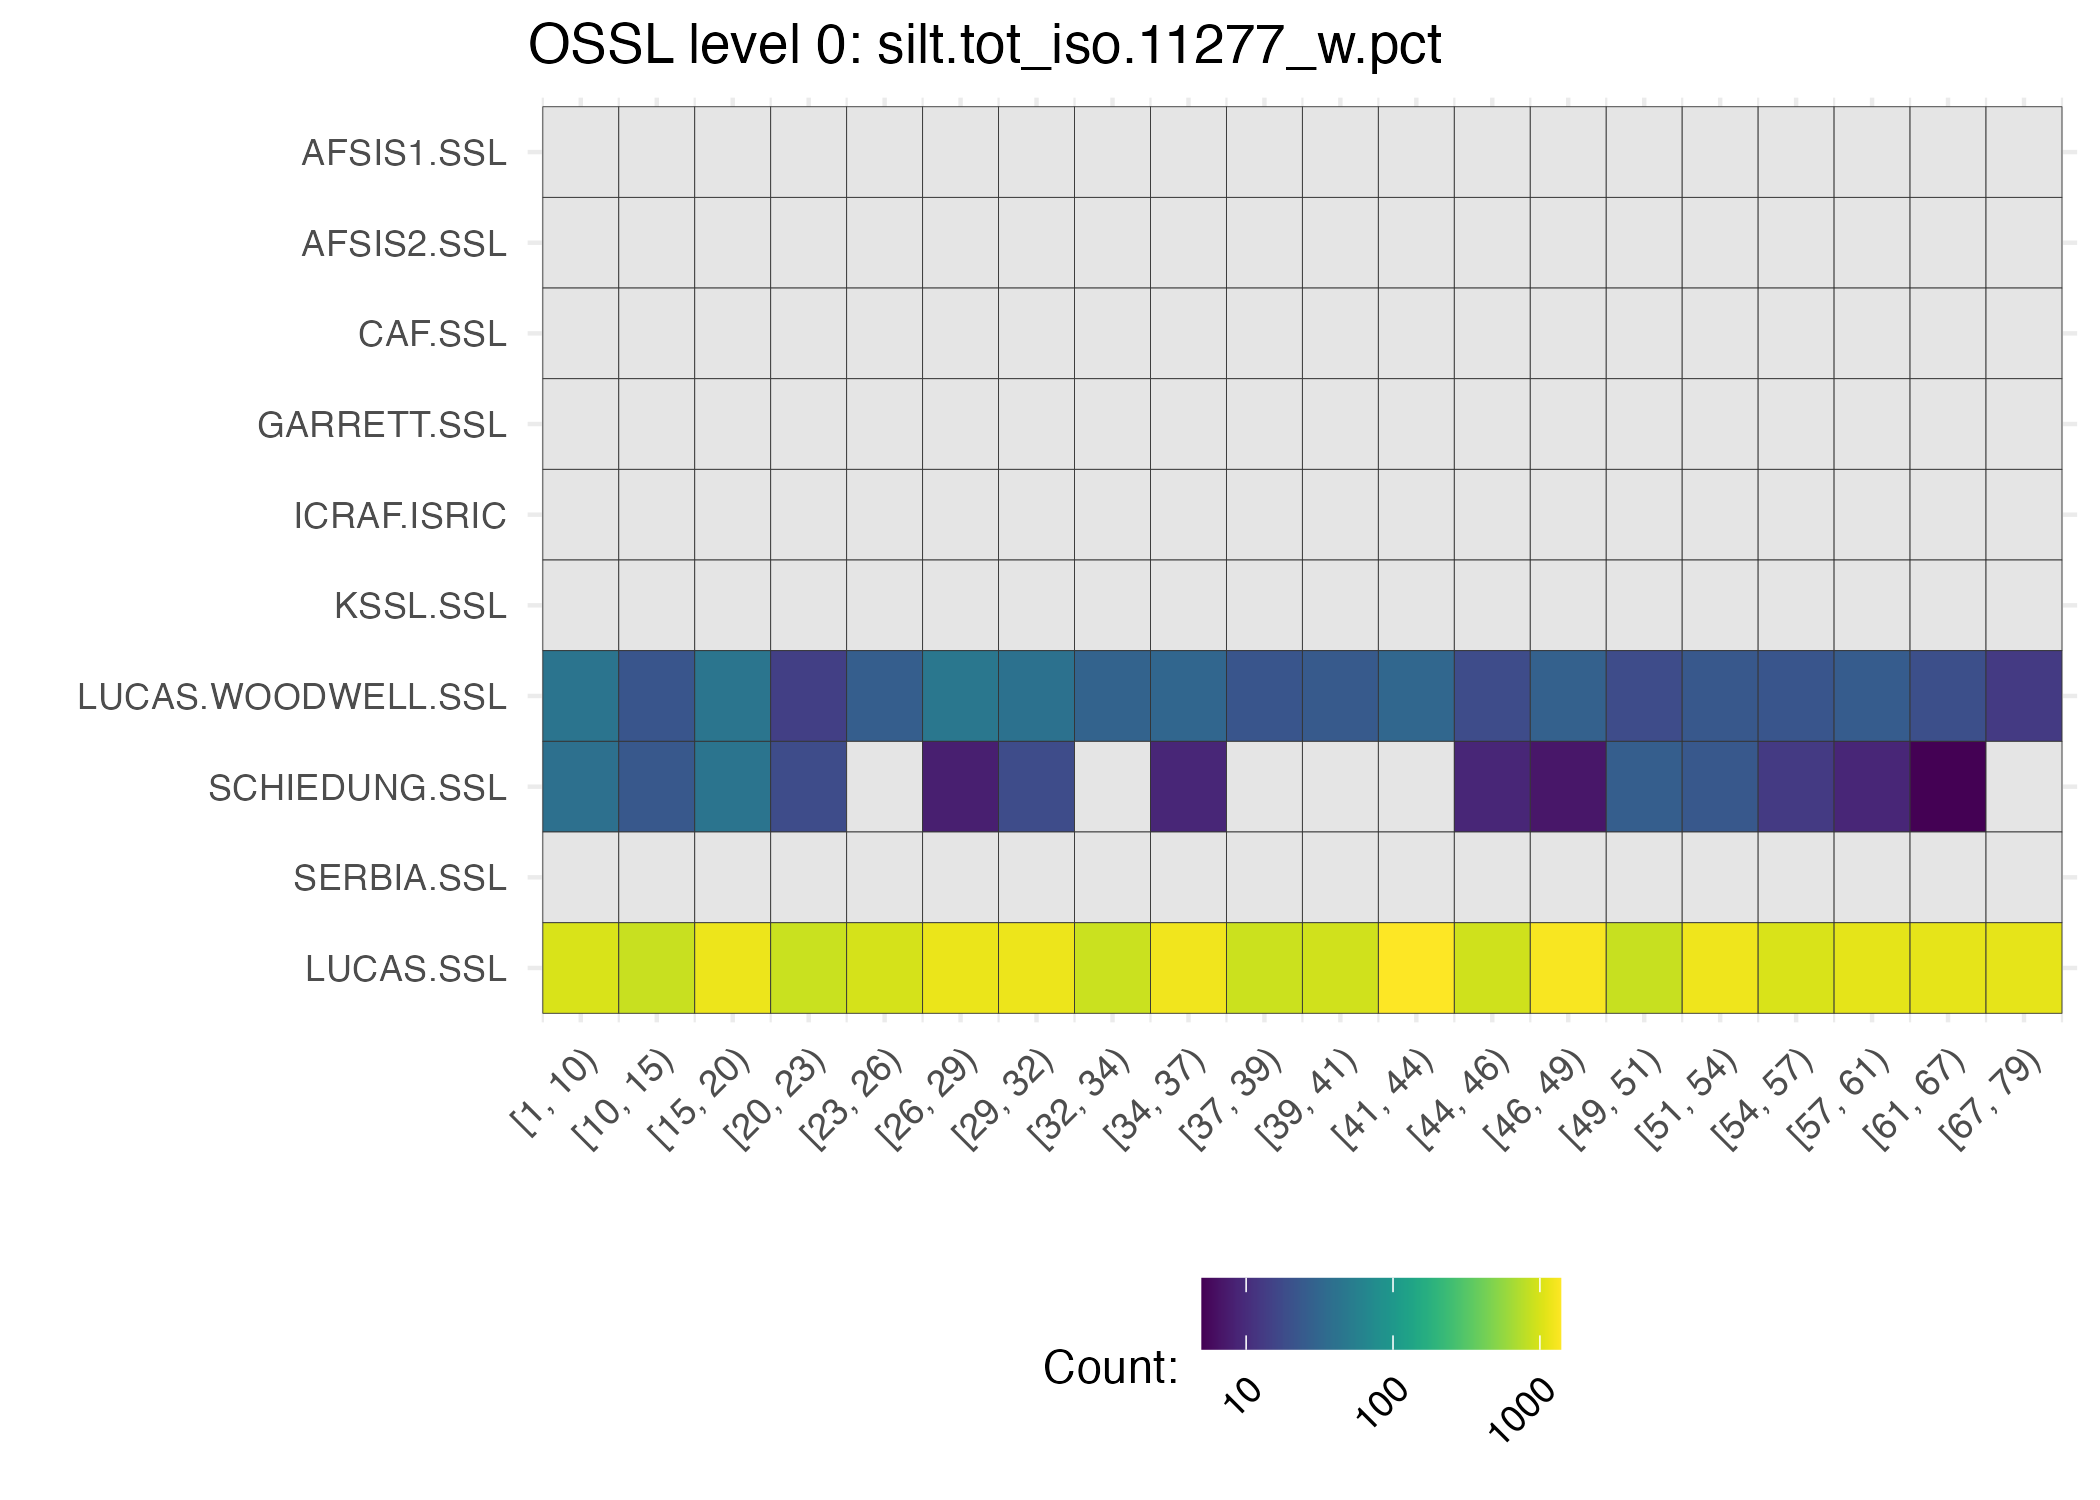 OSSL level 0: silt.tot_iso.11277_w.pct
AFSIS1.SSL
AFSIS2.SSL
CAF.SSL
GARRETT.SSL
ICRAF.ISRIC
KSSL.SSL
LUCAS.WOODWELL.SSL
SCHIEDUNG.SSL
SERBIA.SSL
LUCAS.SSL
[1, 10)
[10, 15)
[15, 20)
[20, 23)
[23, 26)
[26, 29)
[29, 32)
[32, 34)
[34, 37)
[37, 39)
[39, 41)
[41, 44)
[44, 46)
[46, 49)
[49, 51)
[51, 54)
[54, 57)
[57, 61)
[61, 67)
[67, 79)
Count:
10
100
1000